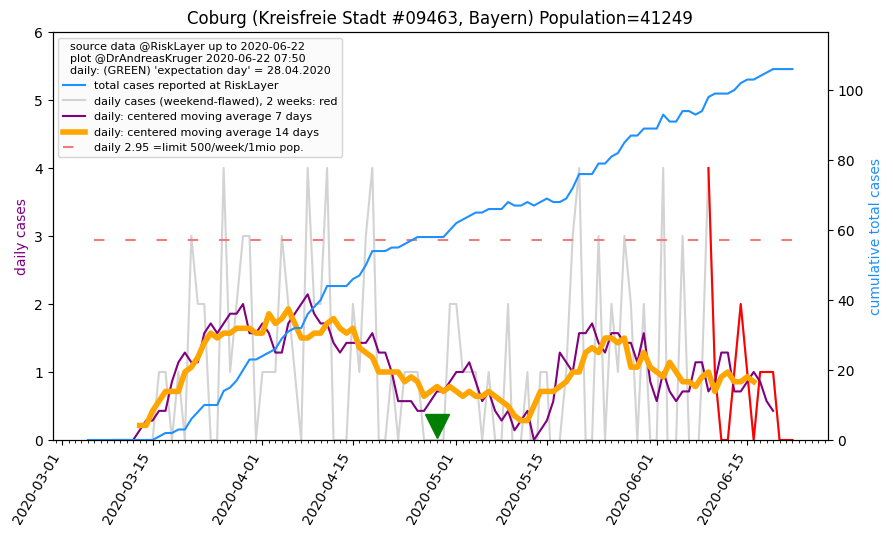 Coburg (Kreisfreie Stadt #09463, Bayern) Population=41249
source data @RiskLayer up to 2020-06-22
plot @DrAndreasKruger 2020-06-22 07:50
daily: (GREEN) 'expectation day' = 28.04.2020
total cases reported at RiskLayer
daily cases (weekend-flawed), 2 weeks: red
daily: centered moving average 7 days
daily: centered moving average 14 days
daily 2.95 =limit 500/week/1mio pop.
daily cases
6
5
4
3
2
1
0
100
80
60
40
20
0
cumulative total cases
2020-03-01
2020-03-15
2020-04-01
2020-04-15
2020-05-01
2020-05-15
2020-06-01
2020-06-15